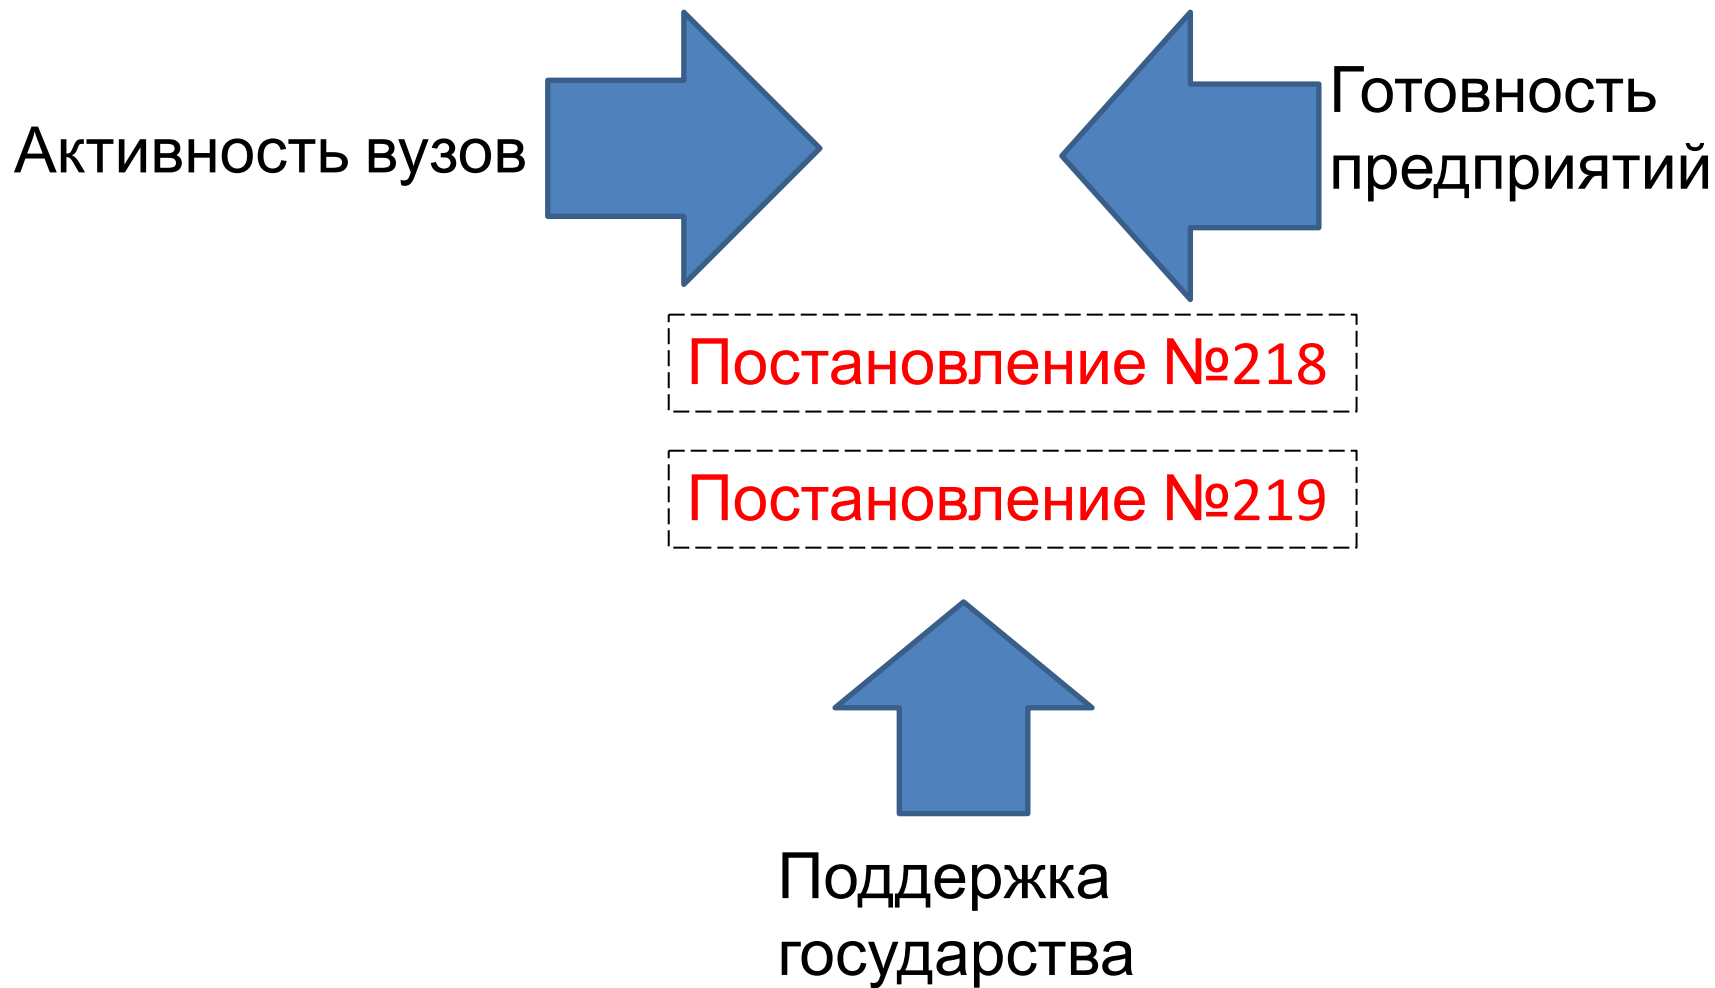 Активность вузов
Готовность
предприятий
Постановление №218
Постановление №219
Поддержка
государства